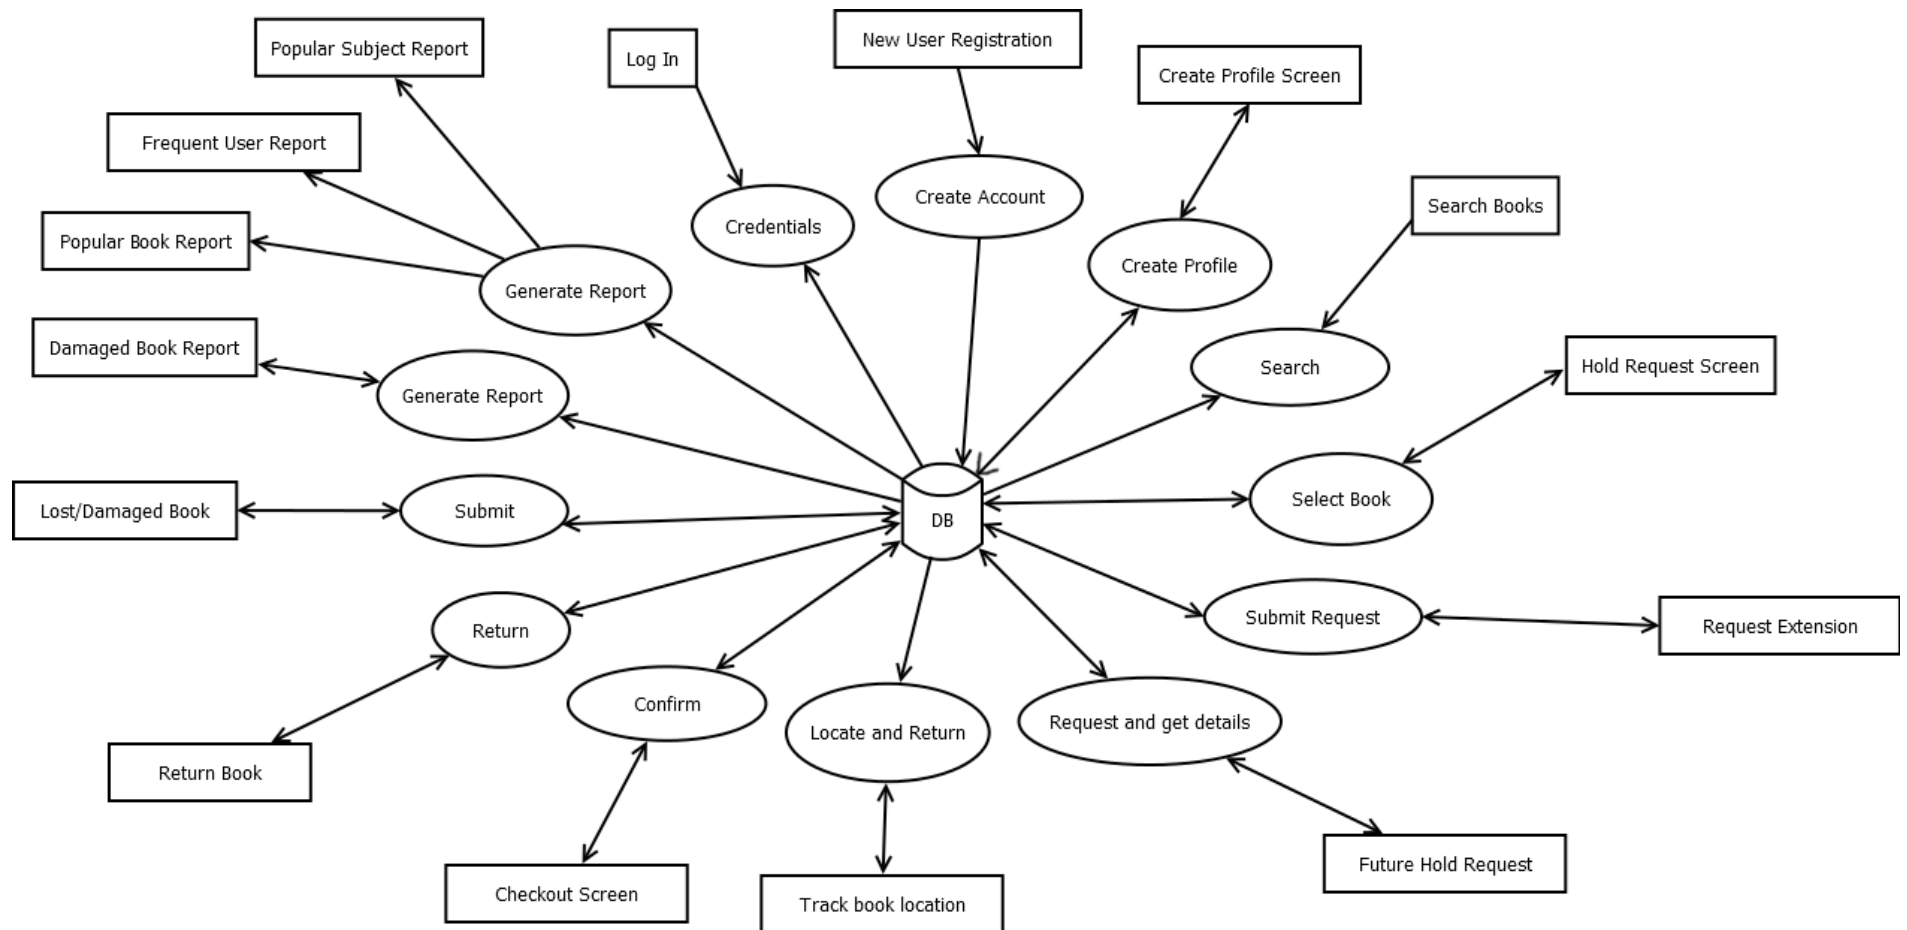 New User Registration
Popular Subject Report
Log In
Create Profile Screen
Frequent User Report
Create Account
Search Books
Popular Book Report
Credentials
Create Profile
Generate Report
Damaged Book Report
Search
Hold Request Screen
Generate Report
Select Book
Lost/Damaged Book
Submit
DB
Submit Request
Request Extension
Return
Confirm
Request and get details
Locate and Return
Return Book
Future Hold Request
Checkout Screen
Track book location